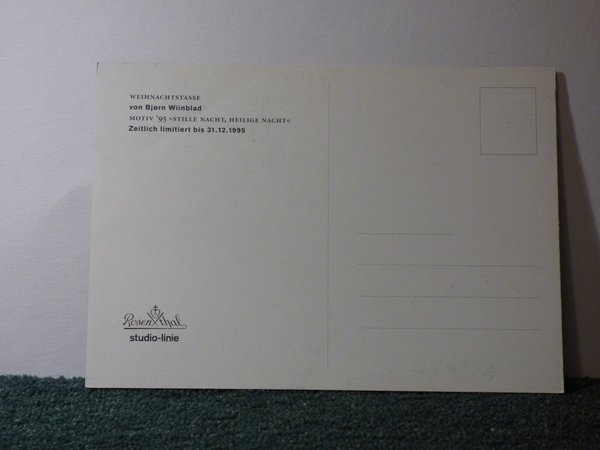 WEIHNACHTSTASSE
von Bjørn Wiinblad
MOTIV '95 »STILLE NACHT, HEILIGE NACHT«
Zeitlich limitiert bis 31.12.1995
Rosenthal
studio-linie